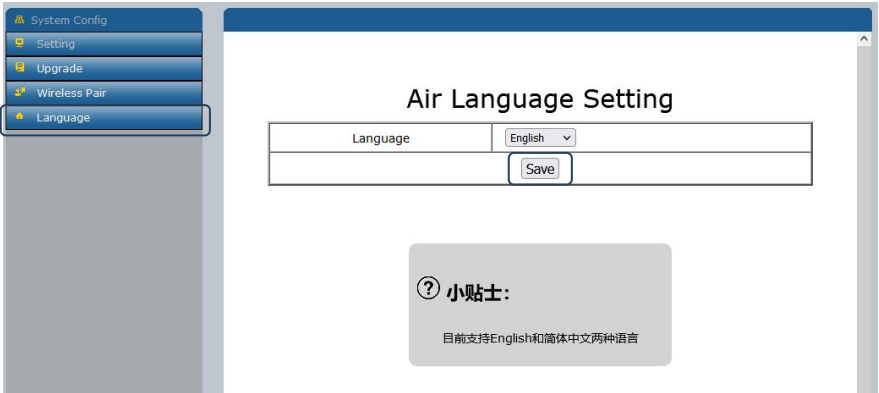 System Config
Setting
Upgrade
Wireless Pair
Language
Air Language Setting
Language English
Save
? 小贴士：
目前支持English和简体中文两种语言